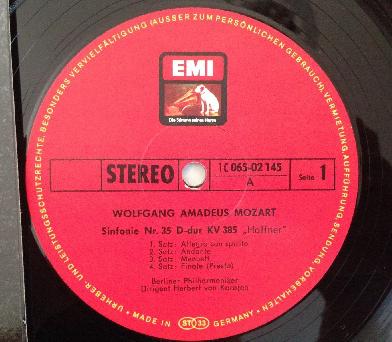 URHEBER- UND LEISTUNGSSCHUTZRECHTE, BESONDERS VERVIELFÄLTIGUNG (AUSSER ZUM PERSÖNLICHEN GEBRAUCH), VERMIETUNG, AUFFÜHRUNG, SENDUNG, VORBEHALTEN
EMI
Die Stimme seines Herrn
STEREO
1C 065-02 145
A
Seite 1
WOLFGANG AMADEUS MOZART
Sinfonie Nr. 35 D-dur KV 385 „Haffner"
1. Satz: Allegro con spirito
2. Satz: Andante
3. Satz: Menuett
4. Satz: Finale (Presto)
Berliner Philharmoniker
Dirigent Herbert von Karajan
MADE IN
ST 33
GERMANY